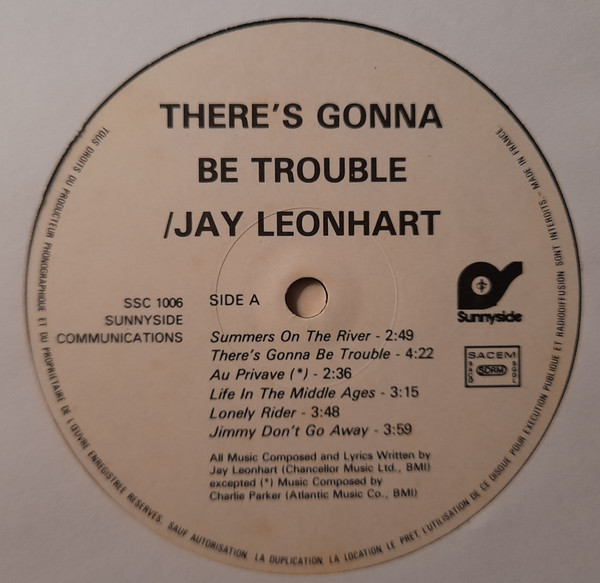 THERE'S GONNA
BE TROUBLE
/JAY LEONHART
SSC 1006
SUNNYSIDE
COMMUNICATIONS
SIDE A
Summers On The River - 2:49
There's Gonna Be Trouble - 4:22
Au Privave (*) - 2:36
Life In The Middle Ages - 3:15
Lonely Rider - 3:48
Jimmy Don't Go Away - 3:59
All Music Composed and Lyrics Written by
Jay Leonhart (Chancellor Music Ltd., BMI)
excepted (*) Music Composed by
Charlie Parker (Atlantic Music Co., BMI)
Sunnyside
SACEM
SACD
SDRM
SGDL
TOUS DROITS DU PRODUCTEUR PHONOGRAPHIQUE ET DU PROPRIETAIRE DE L'ŒUVRE ENREGISTREE RESERVES. SAUF AUTORISATION, LA DUPLICATION, LA LOCATION, LE PRET, L'UTILISATION DE CE DISQUE POUR EXECUTION PUBLIQUE ET RADIODIFFUSION SONT INTERDITS - MADE IN FRANCE